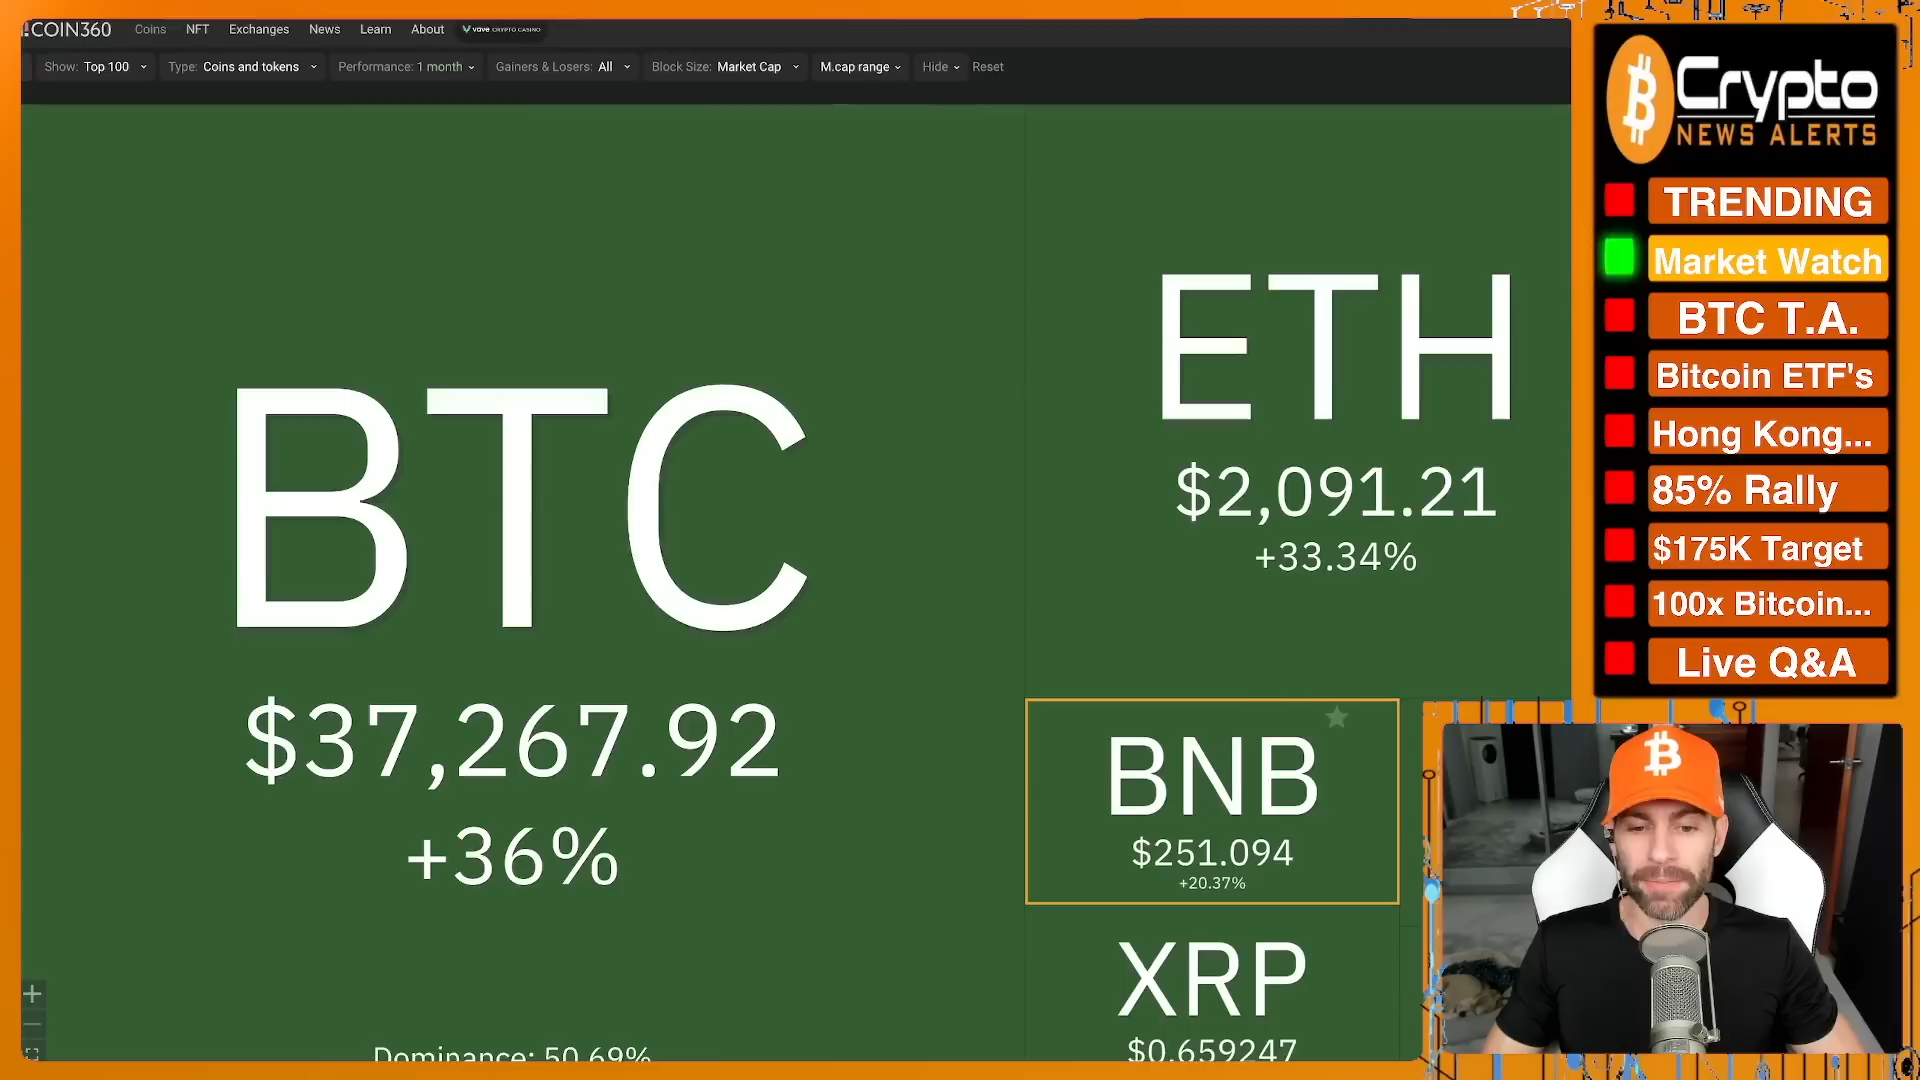 COIN360 Coins NFT Exchanges News Learn About vave CRYPTO CASINO
Show: Top 100 Type: Coins and tokens Performance: 1 month Gainers & Losers: All Block Size: Market Cap M.cap range Hide Reset
BTC
$37,267.92
+36%
Dominance: 50.69%
ETH
$2,091.21
+33.34%
BNB
$251.094
+20.37%
XRP
$0.659247
Crypto
NEWS ALERTS
TRENDING
Market Watch
BTC T.A.
Bitcoin ETF's
Hong Kong...
85% Rally
$175K Target
100x Bitcoin...
Live Q&A